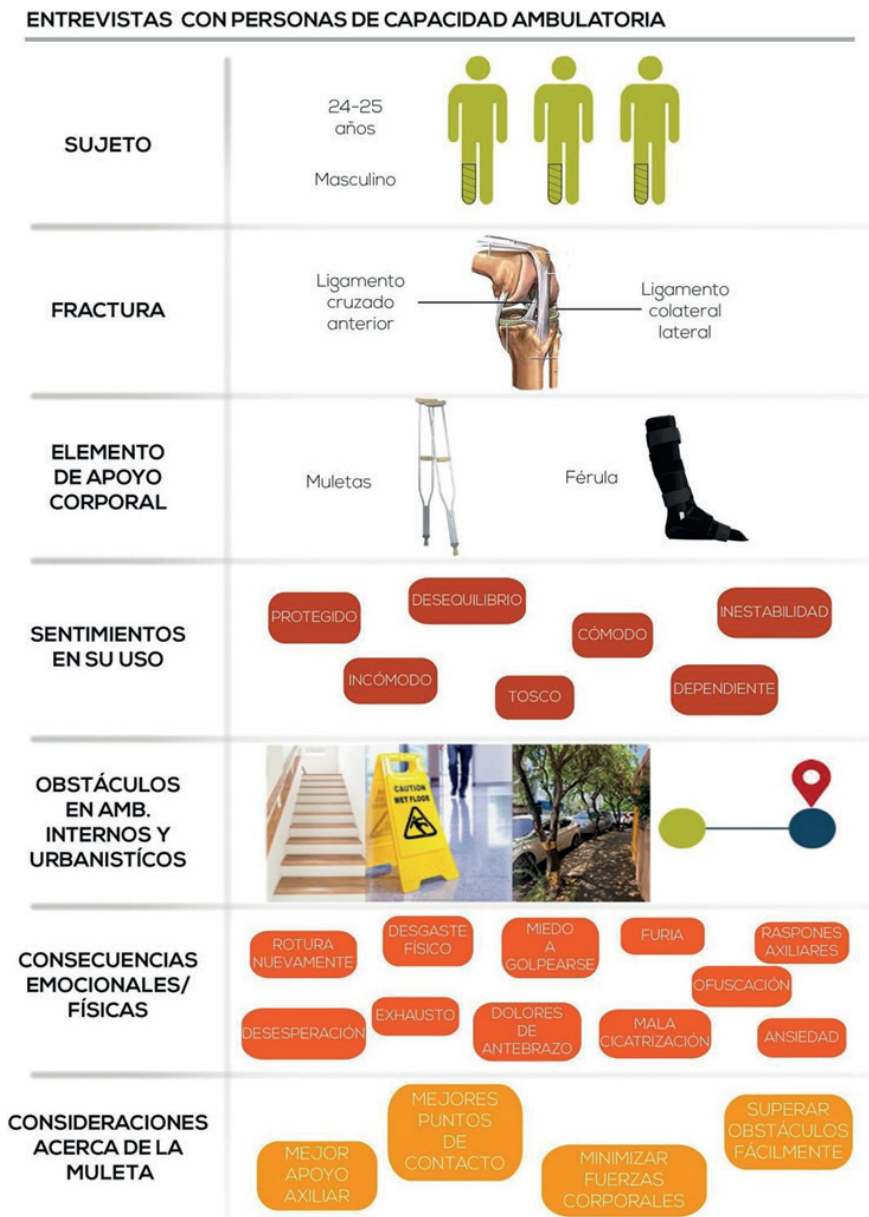 ENTREVISTAS CON PERSONAS DE CAPACIDAD AMBULATORIA
SUJETO
24-25
años
Masculino
FRACTURA
Ligamento
cruzado
anterior
Ligamento
colateral
lateral
ELEMENTO
DE APOYO
CORPORAL
Muletas
Férula
SENTIMIENTOS
EN SU USO
PROTEGIDO
DESEQUILIBRIO
CÓMODO
INESTABILIDAD
INCÓMODO
TOSCO
DEPENDIENTE
OBSTÁCULOS
EN AMB.
INTERNOS Y
URBANISTÍCOS
CAUTION
WET FLOOR
CONSECUENCIAS
EMOCIONALES/
FÍSICAS
ROTURA
NUEVAMENTE
DESGASTE
FÍSICO
MIEDO
A
GOLPEARSE
FURIA
RASPONES
AXILIARES
OFUSCACIÓN
DESESPERACIÓN
EXHAUSTO
DOLORES
DE
ANTEBRAZO
MALA
CICATRIZACIÓN
ANSIEDAD
CONSIDERACIONES
ACERCA DE LA
MULETA
MEJOR
APOYO
AXILIAR
MEJORES
PUNTOS
DE
CONTACTO
MINIMIZAR
FUERZAS
CORPORALES
SUPERAR
OBSTÁCULOS
FÁCILMENTE